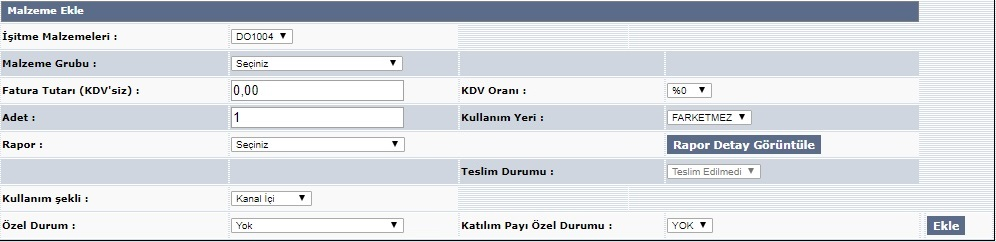 Malzeme Ekle
İşitme Malzemeleri : DO1004
Malzeme Grubu : Seçiniz
Fatura Tutarı (KDV'siz) : 0,00 KDV Oranı : %0
Adet : 1 Kullanım Yeri : FARKETMEZ
Rapor : Seçiniz Rapor Detay Görüntüle
Teslim Durumu : Teslim Edilmedi
Kullanım şekli : Kanal İçi
Özel Durum : Yok Katılım Payı Özel Durumu : YOK Ekle